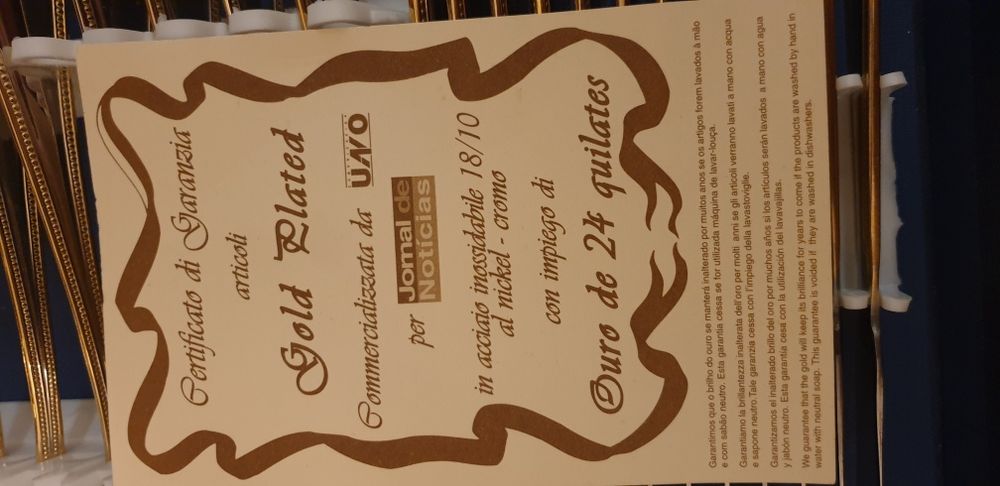 Certificato di Garanzia
articoli
Gold Plated
Commercializzata da UNO
per Jornal de
Notícias
in acciaio inossidabile 18/10
al nickel - cromo
con impiego di
Ouro de 24 quilates
Garantimos que o brilho do ouro se manterá inalterado por muitos anos se os artigos forem lavados à mão
e com sabão neutro. Esta garantia cessa se for utilizada máquina de lavar-louça.
Garantiamo la brillantezza inalterata dell'oro per molti anni se gli articoli verranno lavati a mano con acqua
e sapone neutro.Tale garanzia cessa con l'impiego della lavastoviglie.
Garantizamos el inalterado brillo del oro por muchos años si los artículos serán lavados a mano con agua
y jabón neutro. Esta garantía cesa con la utilización del lavavajillas.
We guarantee that the gold will keep its brilliance for years to come if the products are washed by hand in
water with neutral soap. This guarantee is voided if they are washed in dishwashers.